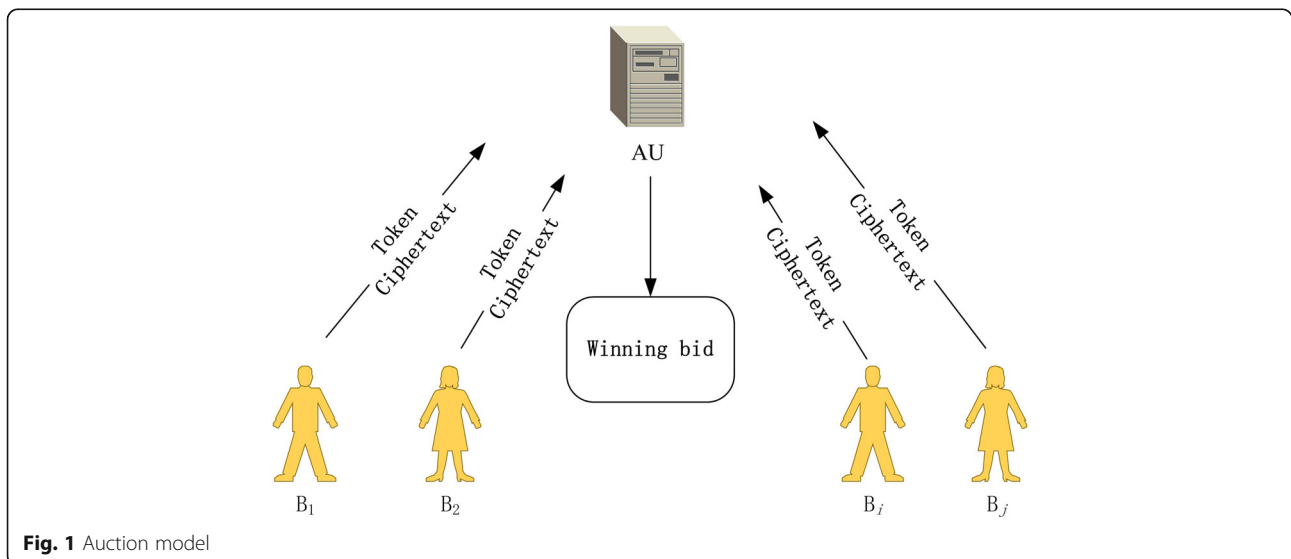 AU
Token
Ciphertext
Token
Ciphertext
Token
Ciphertext
Token
Ciphertext
Winning bid
B₁
B₂
Bᵢ
Bⱼ
Fig. 1 Auction model